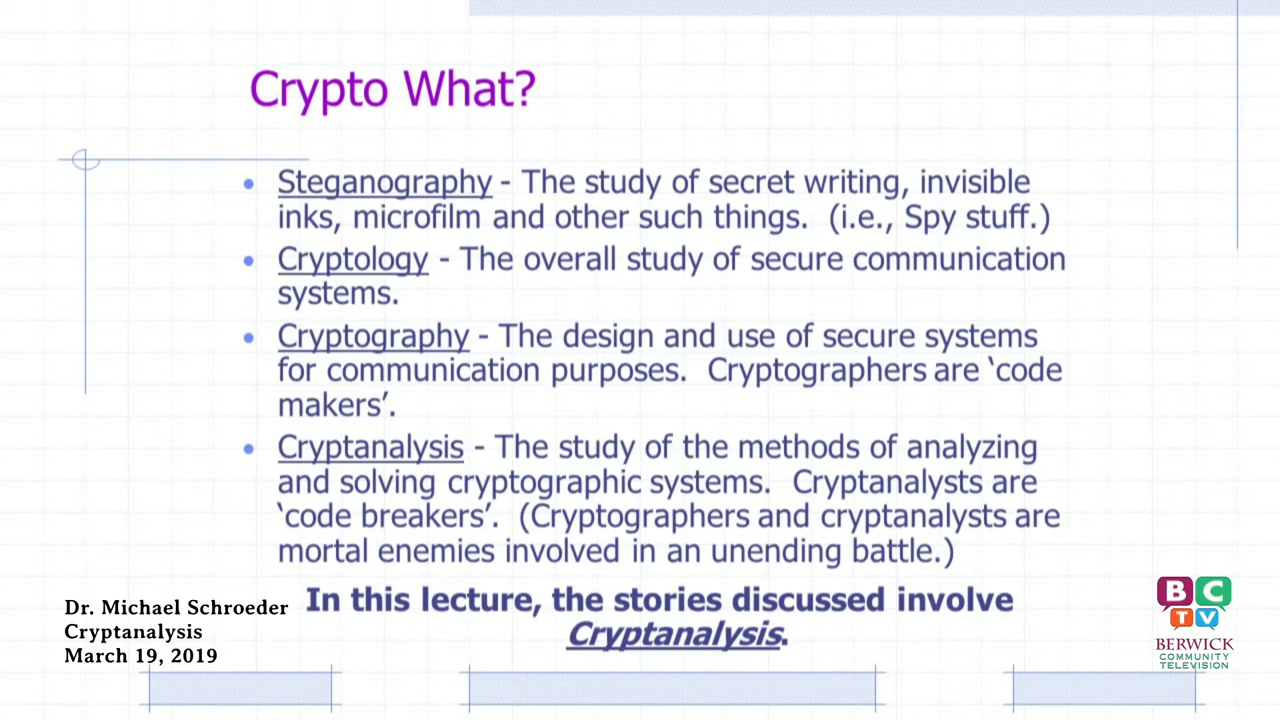 Crypto What?
• Steganography - The study of secret writing, invisible
inks, microfilm and other such things.  (i.e., Spy stuff.)
• Cryptology - The overall study of secure communication
systems.
• Cryptography - The design and use of secure systems
for communication purposes.  Cryptographers are ‘code
makers’.
• Cryptanalysis - The study of the methods of analyzing
and solving cryptographic systems.  Cryptanalysts are
‘code breakers’.  (Cryptographers and cryptanalysts are
mortal enemies involved in an unending battle.)
In this lecture, the stories discussed involve
Cryptanalysis.
Dr. Michael Schroeder
Cryptanalysis
March 19, 2019
BC
TV
BERWICK
COMMUNITY
TELEVISION